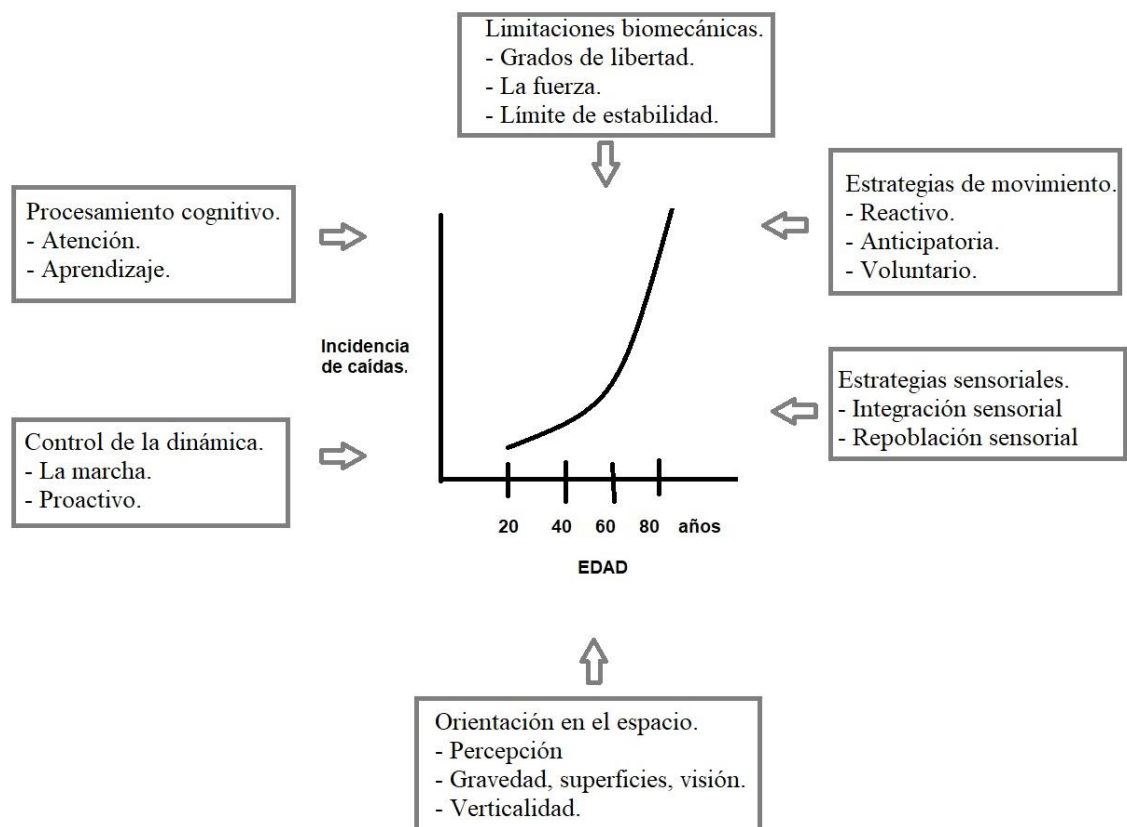 Limitaciones biomecánicas.
- Grados de libertad.
- La fuerza.
- Límite de estabilidad.
Procesamiento cognitivo.
- Atención.
- Aprendizaje.
Estrategias de movimiento.
- Reactivo.
- Anticipatoria.
- Voluntario.
Incidencia
de caídas.
Estrategias sensoriales.
- Integración sensorial
- Repoblación sensorial
Control de la dinámica.
- La marcha.
- Proactivo.
20 40 60 80 años
EDAD
Orientación en el espacio.
- Percepción
- Gravedad, superficies, visión.
- Verticalidad.